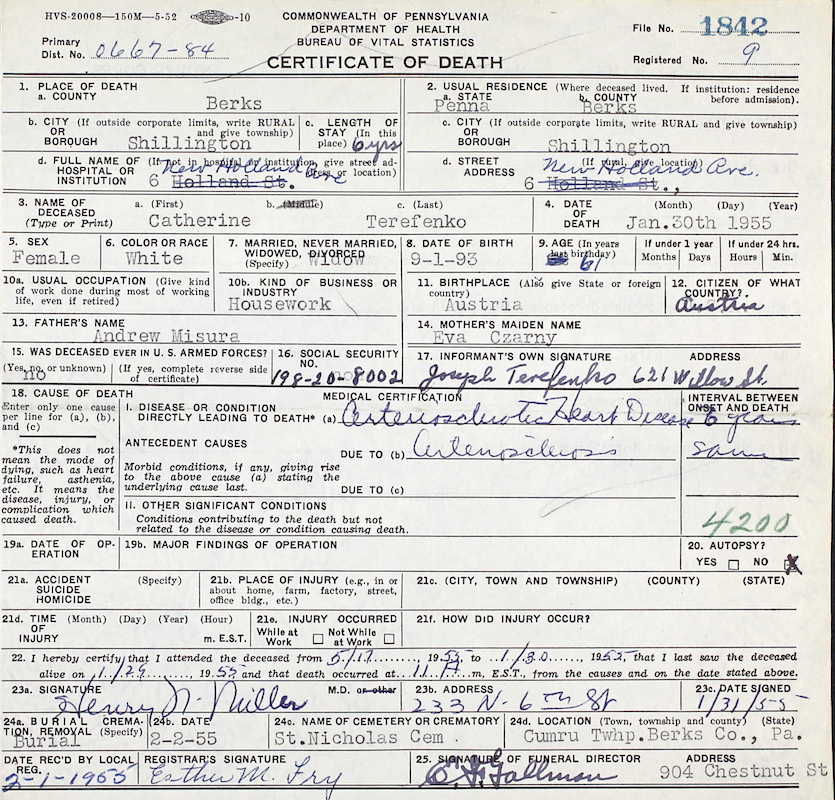 HVS-20008—150M—5-52 -10
COMMONWEALTH OF PENNSYLVANIA
DEPARTMENT OF HEALTH
BUREAU OF VITAL STATISTICS
CERTIFICATE OF DEATH
File No. 1842
Registered No. 9
Primary
Dist. No. 0667-84
1. PLACE OF DEATH
a. COUNTY
Berks
2. USUAL RESIDENCE (Where deceased lived. If institution: residence
before admission).
a. STATE b. COUNTY
Penna Berks
b. CITY (If outside corporate limits, write RURAL
OR and give township)
BOROUGH Shillington
c. LENGTH OF
STAY (In this
place) 6 yrs
c. CITY (If outside corporate limits, write RURAL and give township)
OR
BOROUGH Shillington
d. FULL NAME OF (If not in hospital or institution, give street ad-
HOSPITAL OR dress or location)
INSTITUTION 6 Holland St. New Holland Ave
d. STREET (If rural, give location)
ADDRESS 6 Holland St., New Holland Ave.
3. NAME OF
DECEASED
(Type or Print)
a. (First) b. (Middle) c. (Last)
Catherine Terefenko
4. DATE
OF
DEATH
(Month) (Day) (Year)
Jan.30th 1955
5. SEX
Female
6. COLOR OR RACE
White
7. MARRIED, NEVER MARRIED,
WIDOWED, DIVORCED
(Specify) Widow
8. DATE OF BIRTH
9-1-93
9. AGE (In years
last birthday)
61
If under 1 year
Months Days
If under 24 hrs.
Hours Min.
10a. USUAL OCCUPATION (Give kind
of work done during most of working
life, even if retired)
10b. KIND OF BUSINESS OR
INDUSTRY
Housework
11. BIRTHPLACE (Also give State or foreign
country)
Austria
12. CITIZEN OF WHAT
COUNTRY?
Austria
13. FATHER'S NAME
Andrew Misura
14. MOTHER'S MAIDEN NAME
Eva Czarny
15. WAS DECEASED EVER IN U. S. ARMED FORCES?
(Yes, no, or unknown) (If yes, complete reverse side
no of certificate)
16. SOCIAL SECURITY
NO. no
198-20-8002
17. INFORMANT'S OWN SIGNATURE ADDRESS
Joseph Terefenko 621 Willow St.
18. CAUSE OF DEATH
Enter only one cause
per line for (a), (b),
and (c)
*This does not
mean the mode of
dying, such as heart
failure, asthenia,
etc. It means the
disease, injury, or
complication which
caused death.
MEDICAL CERTIFICATION
I. DISEASE OR CONDITION
DIRECTLY LEADING TO DEATH* (a) Arteriosclerotic Heart Disease
INTERVAL BETWEEN
ONSET AND DEATH
6 years
ANTECEDENT CAUSES
DUE TO (b) Arteriosclerosis same
Morbid conditions, if any, giving rise
to the above cause (a) stating the
underlying cause last. DUE TO (c)
II. OTHER SIGNIFICANT CONDITIONS
Conditions contributing to the death but not
related to the disease or condition causing death.
4200
19a. DATE OF OP-
ERATION
19b. MAJOR FINDINGS OF OPERATION
20. AUTOPSY?
YES NO X
21a. ACCIDENT (Specify)
SUICIDE
HOMICIDE
21b. PLACE OF INJURY (e.g., in or
about home, farm, factory, street,
office bldg., etc.)
21c. (CITY, TOWN AND TOWNSHIP) (COUNTY) (STATE)
21d. TIME (Month) (Day) (Year) (Hour)
OF
INJURY m. E.S.T.
21e. INJURY OCCURRED
While at Not While
Work at Work
21f. HOW DID INJURY OCCUR?
22. I hereby certify that I attended the deceased from 5/17, 1955, to 1/30, 1955, that I last saw the deceased
alive on 1/29, 1955 and that death occurred at 11 A m. E.S.T., from the causes and on the date stated above.
23a. SIGNATURE M.D. or other
Henry N. Miller
23b. ADDRESS
233 N. 6th St
23c. DATE SIGNED
1/31/55
24a. BURIAL CREMA-
TION, REMOVAL (Specify)
Burial
24b. DATE
2-2-55
24c. NAME OF CEMETERY OR CREMATORY
St.Nicholas Cem.
24d. LOCATION (Town, township and county) (State)
Cumru Twhp.Berks Co., Pa.
DATE REC'D BY LOCAL
REG.
2-1-1955
REGISTRAR'S SIGNATURE
Esther M. Fry
25. SIGNATURE OF FUNERAL DIRECTOR ADDRESS
904 Chestnut St